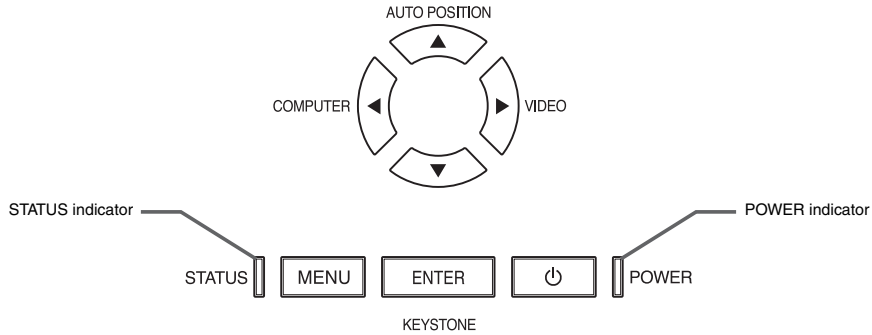 AUTO POSITION
COMPUTER
VIDEO
STATUS indicator
POWER indicator
STATUS
MENU
ENTER
POWER
KEYSTONE